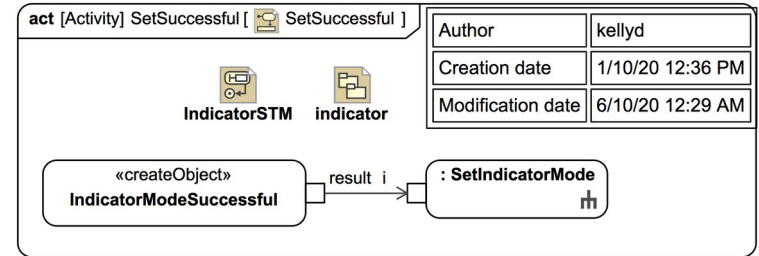 act [Activity] SetSuccessful [ SetSuccessful ]
Author kellyd
Creation date 1/10/20 12:36 PM
Modification date 6/10/20 12:29 AM
IndicatorSTM indicator
«createObject»
IndicatorModeSuccessful
result i
: SetIndicatorMode